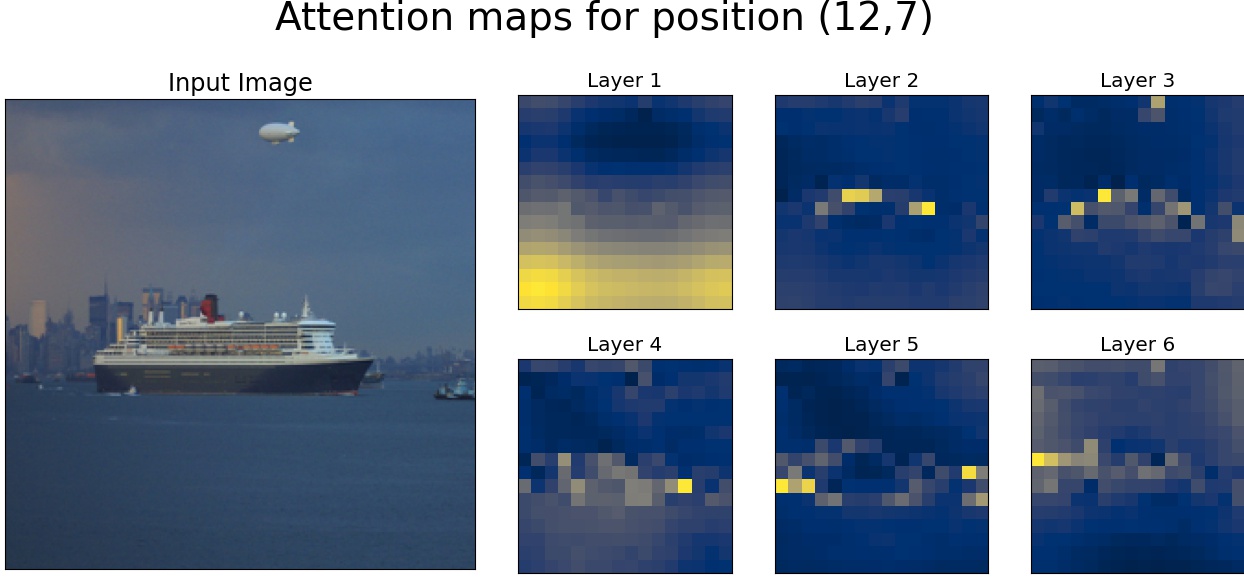 Attention maps for position (12,7)
Input Image
Layer 1
Layer 2
Layer 3
Layer 4
Layer 5
Layer 6